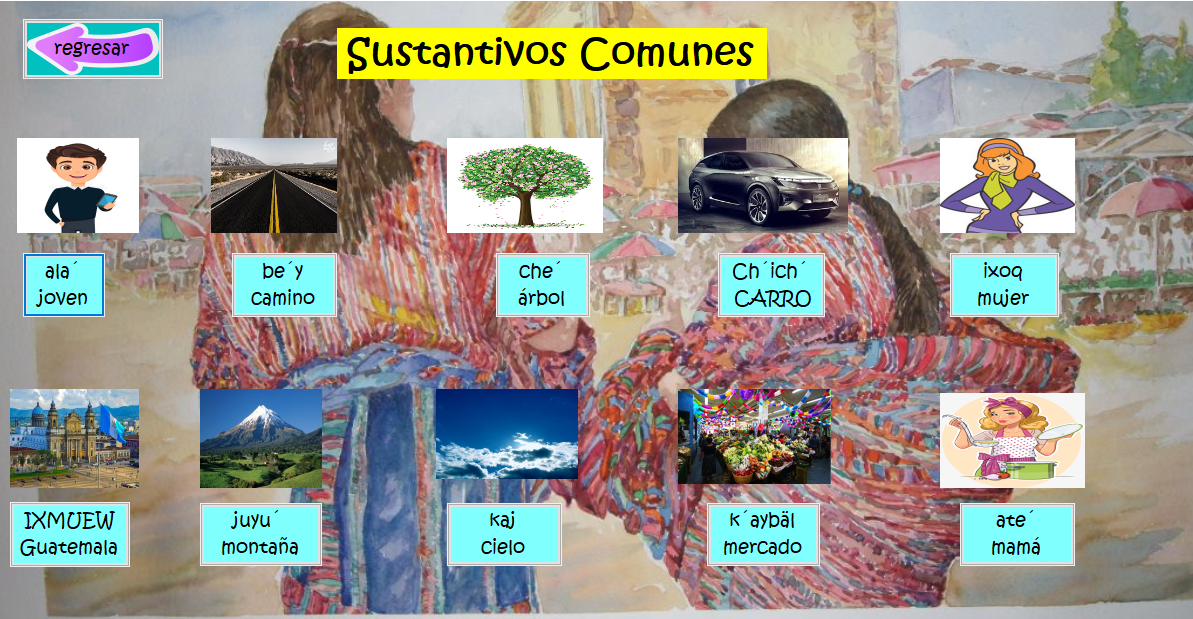 regresar
Sustantivos Comunes
ala´
joven
be´y
camino
che´
árbol
Ch´ich´
CARRO
ixoq
mujer
IXMUEW
Guatemala
juyu´
montaña
kaj
cielo
k´aybäl
mercado
ate´
mamá